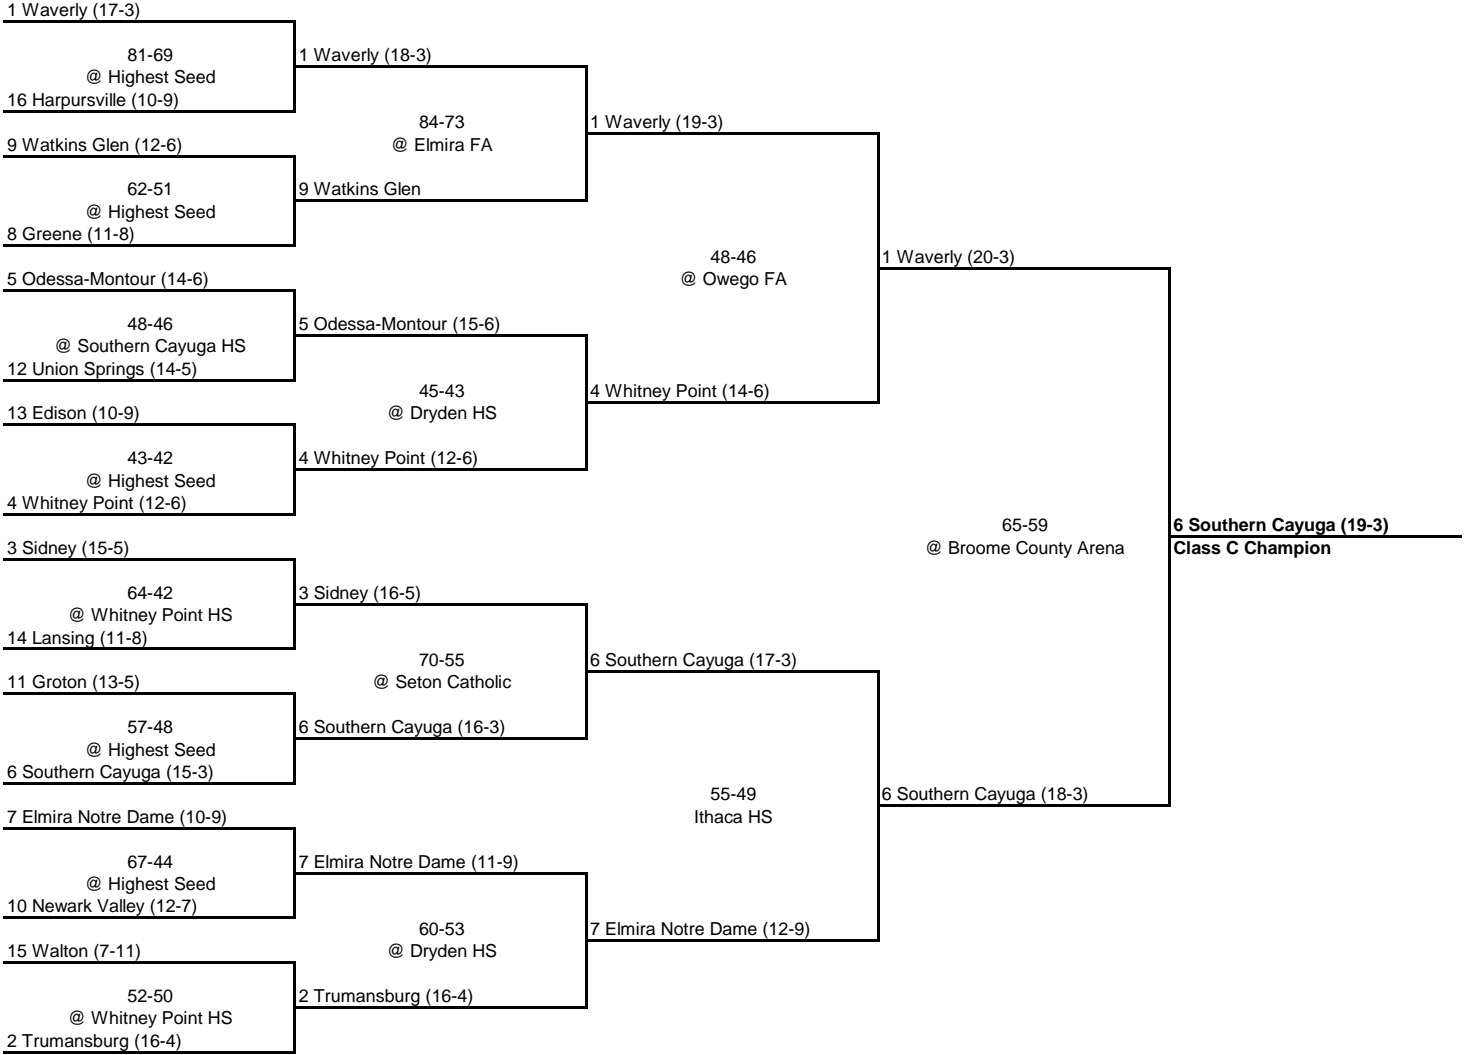 1 Waverly (17-3)
81-69
@ Highest Seed
16 Harpursville (10-9)
1 Waverly (18-3)
84-73
@ Elmira FA
9 Watkins Glen (12-6)
62-51
@ Highest Seed
8 Greene (11-8)
9 Watkins Glen
1 Waverly (19-3)
48-46
@ Owego FA
5 Odessa-Montour (14-6)
48-46
@ Southern Cayuga HS
12 Union Springs (14-5)
5 Odessa-Montour (15-6)
45-43
@ Dryden HS
13 Edison (10-9)
43-42
@ Highest Seed
4 Whitney Point (12-6)
4 Whitney Point (12-6)
4 Whitney Point (14-6)
1 Waverly (20-3)
65-59
@ Broome County Arena
6 Southern Cayuga (19-3)
Class C Champion
3 Sidney (15-5)
64-42
@ Whitney Point HS
14 Lansing (11-8)
3 Sidney (16-5)
70-55
@ Seton Catholic
11 Groton (13-5)
57-48
@ Highest Seed
6 Southern Cayuga (15-3)
6 Southern Cayuga (16-3)
6 Southern Cayuga (17-3)
55-49
Ithaca HS
6 Southern Cayuga (18-3)
7 Elmira Notre Dame (10-9)
67-44
@ Highest Seed
10 Newark Valley (12-7)
7 Elmira Notre Dame (11-9)
60-53
@ Dryden HS
7 Elmira Notre Dame (12-9)
15 Walton (7-11)
52-50
@ Whitney Point HS
2 Trumansburg (16-4)
2 Trumansburg (16-4)